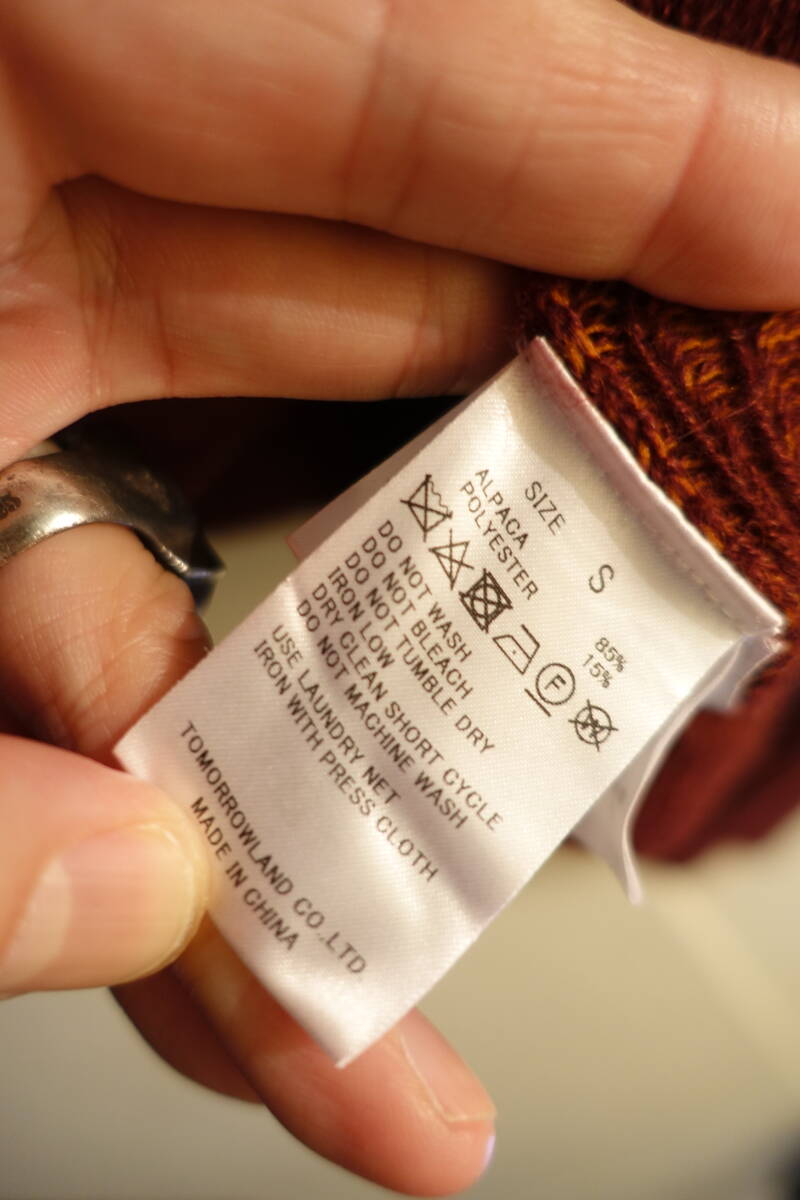 SIZE S
ALPACA 85%
POLYESTER 15%
F
W
DO NOT WASH
DO NOT BLEACH
DO NOT TUMBLE DRY
IRON LOW
DRY CLEAN SHORT CYCLE
DO NOT MACHINE WASH
USE LAUNDRY NET
IRON WITH PRESS CLOTH
TOMORROWLAND CO.,LTD.
MADE IN CHINA